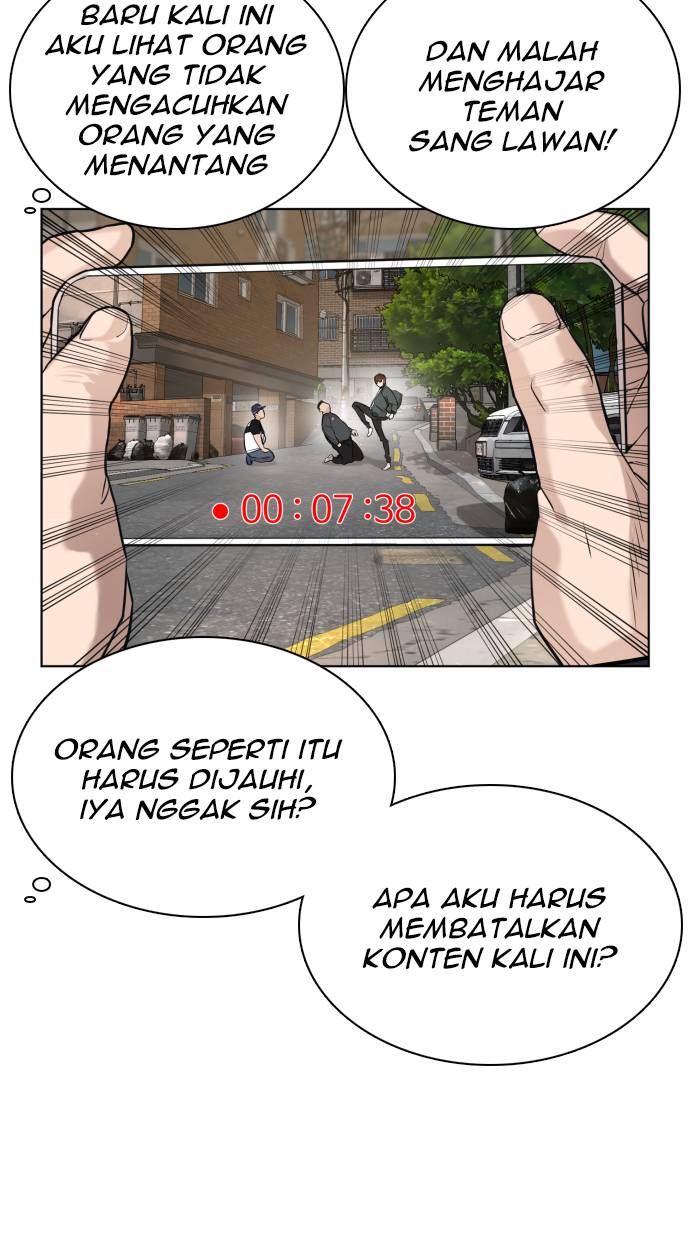 BARU KALI INI
AKU LIHAT ORANG
YANG TIDAK
MENGACUHKAN
ORANG YANG
MENANTANG
DAN MALAH
MENGHAJAR
TEMAN
SANG LAWAN!
00 : 07 :38
ORANG SEPERTI ITU
HARUS DIJAUHI,
IYA NGGAK SIH?
APA AKU HARUS
MEMBATALKAN
KONTEN KALI INI?